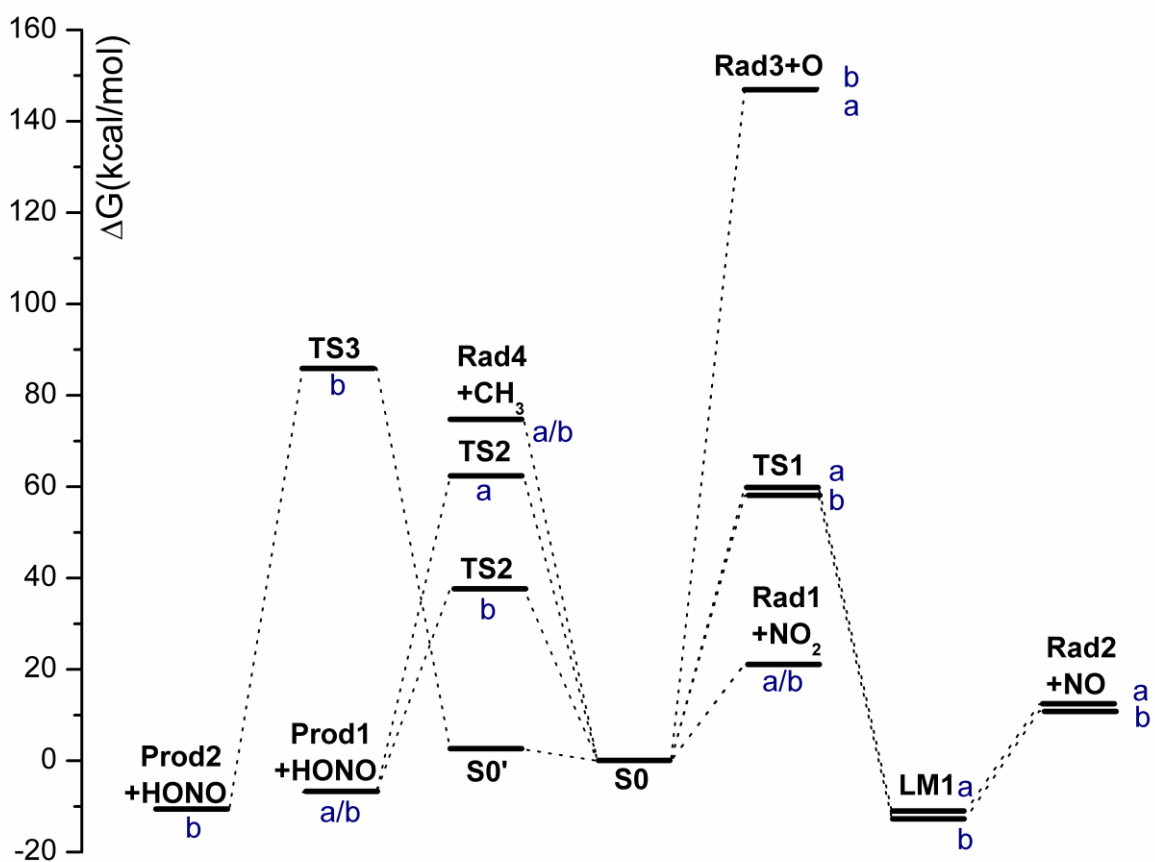 160
140
120
100
80
60
40
20
0
-20
ΔG(kcal/mol)
Rad3+O
b
a
TS3
b
Rad4
+CH3
a/b
TS2
a
TS1
a
b
TS2
b
Rad1
+NO2
a/b
Rad2
+NO
a
b
Prod2
+HONO
b
Prod1
+HONO
a/b
S0'
S0
LM1 a
b